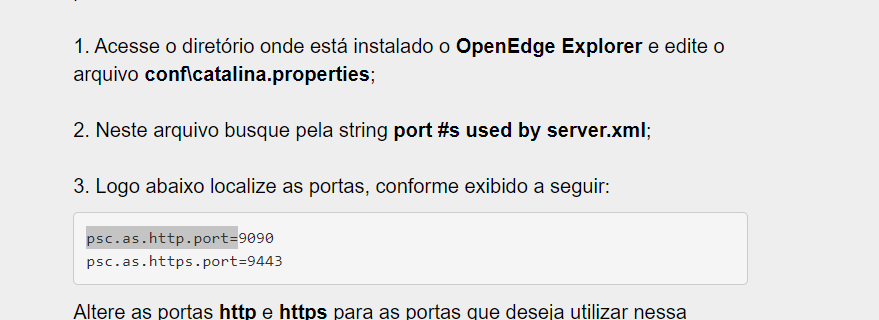 1. Acesse o diretório onde está instalado o OpenEdge Explorer e edite o
arquivo conf\catalina.properties;
2. Neste arquivo busque pela string port #s used by server.xml;
3. Logo abaixo localize as portas, conforme exibido a seguir:
psc.as.http.port=9090
psc.as.https.port=9443
Altere as portas http e https para as portas que deseja utilizar nessa